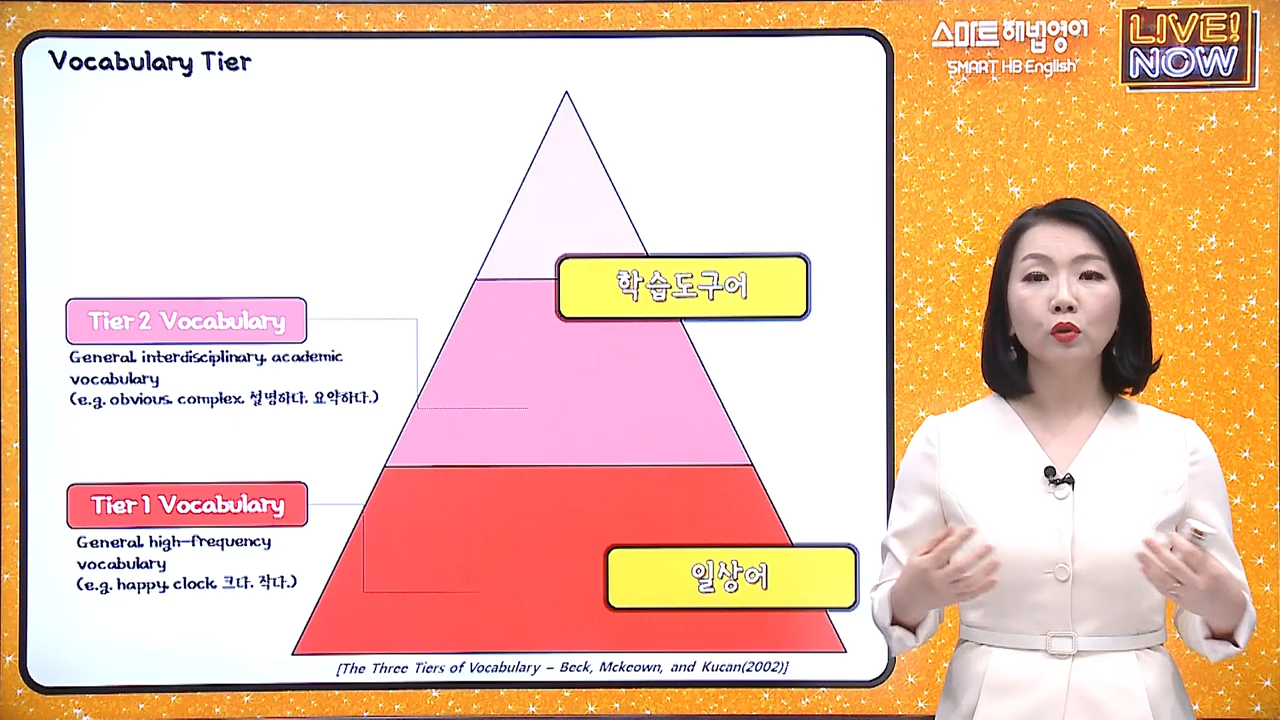 Vocabulary Tier
스마트 해법영어
SMART HB English
LIVE!
NOW
학습도구어
Tier 2 Vocabulary
General, interdisciplinary, academic
vocabulary
(e.g. obvious, complex, 설명하다, 요약하다.)
Tier 1 Vocabulary
General, high-frequency
vocabulary
(e.g. happy, clock, 크다, 작다.)
일상어
[The Three Tiers of Vocabulary – Beck, Mckeown, and Kucan(2002)]